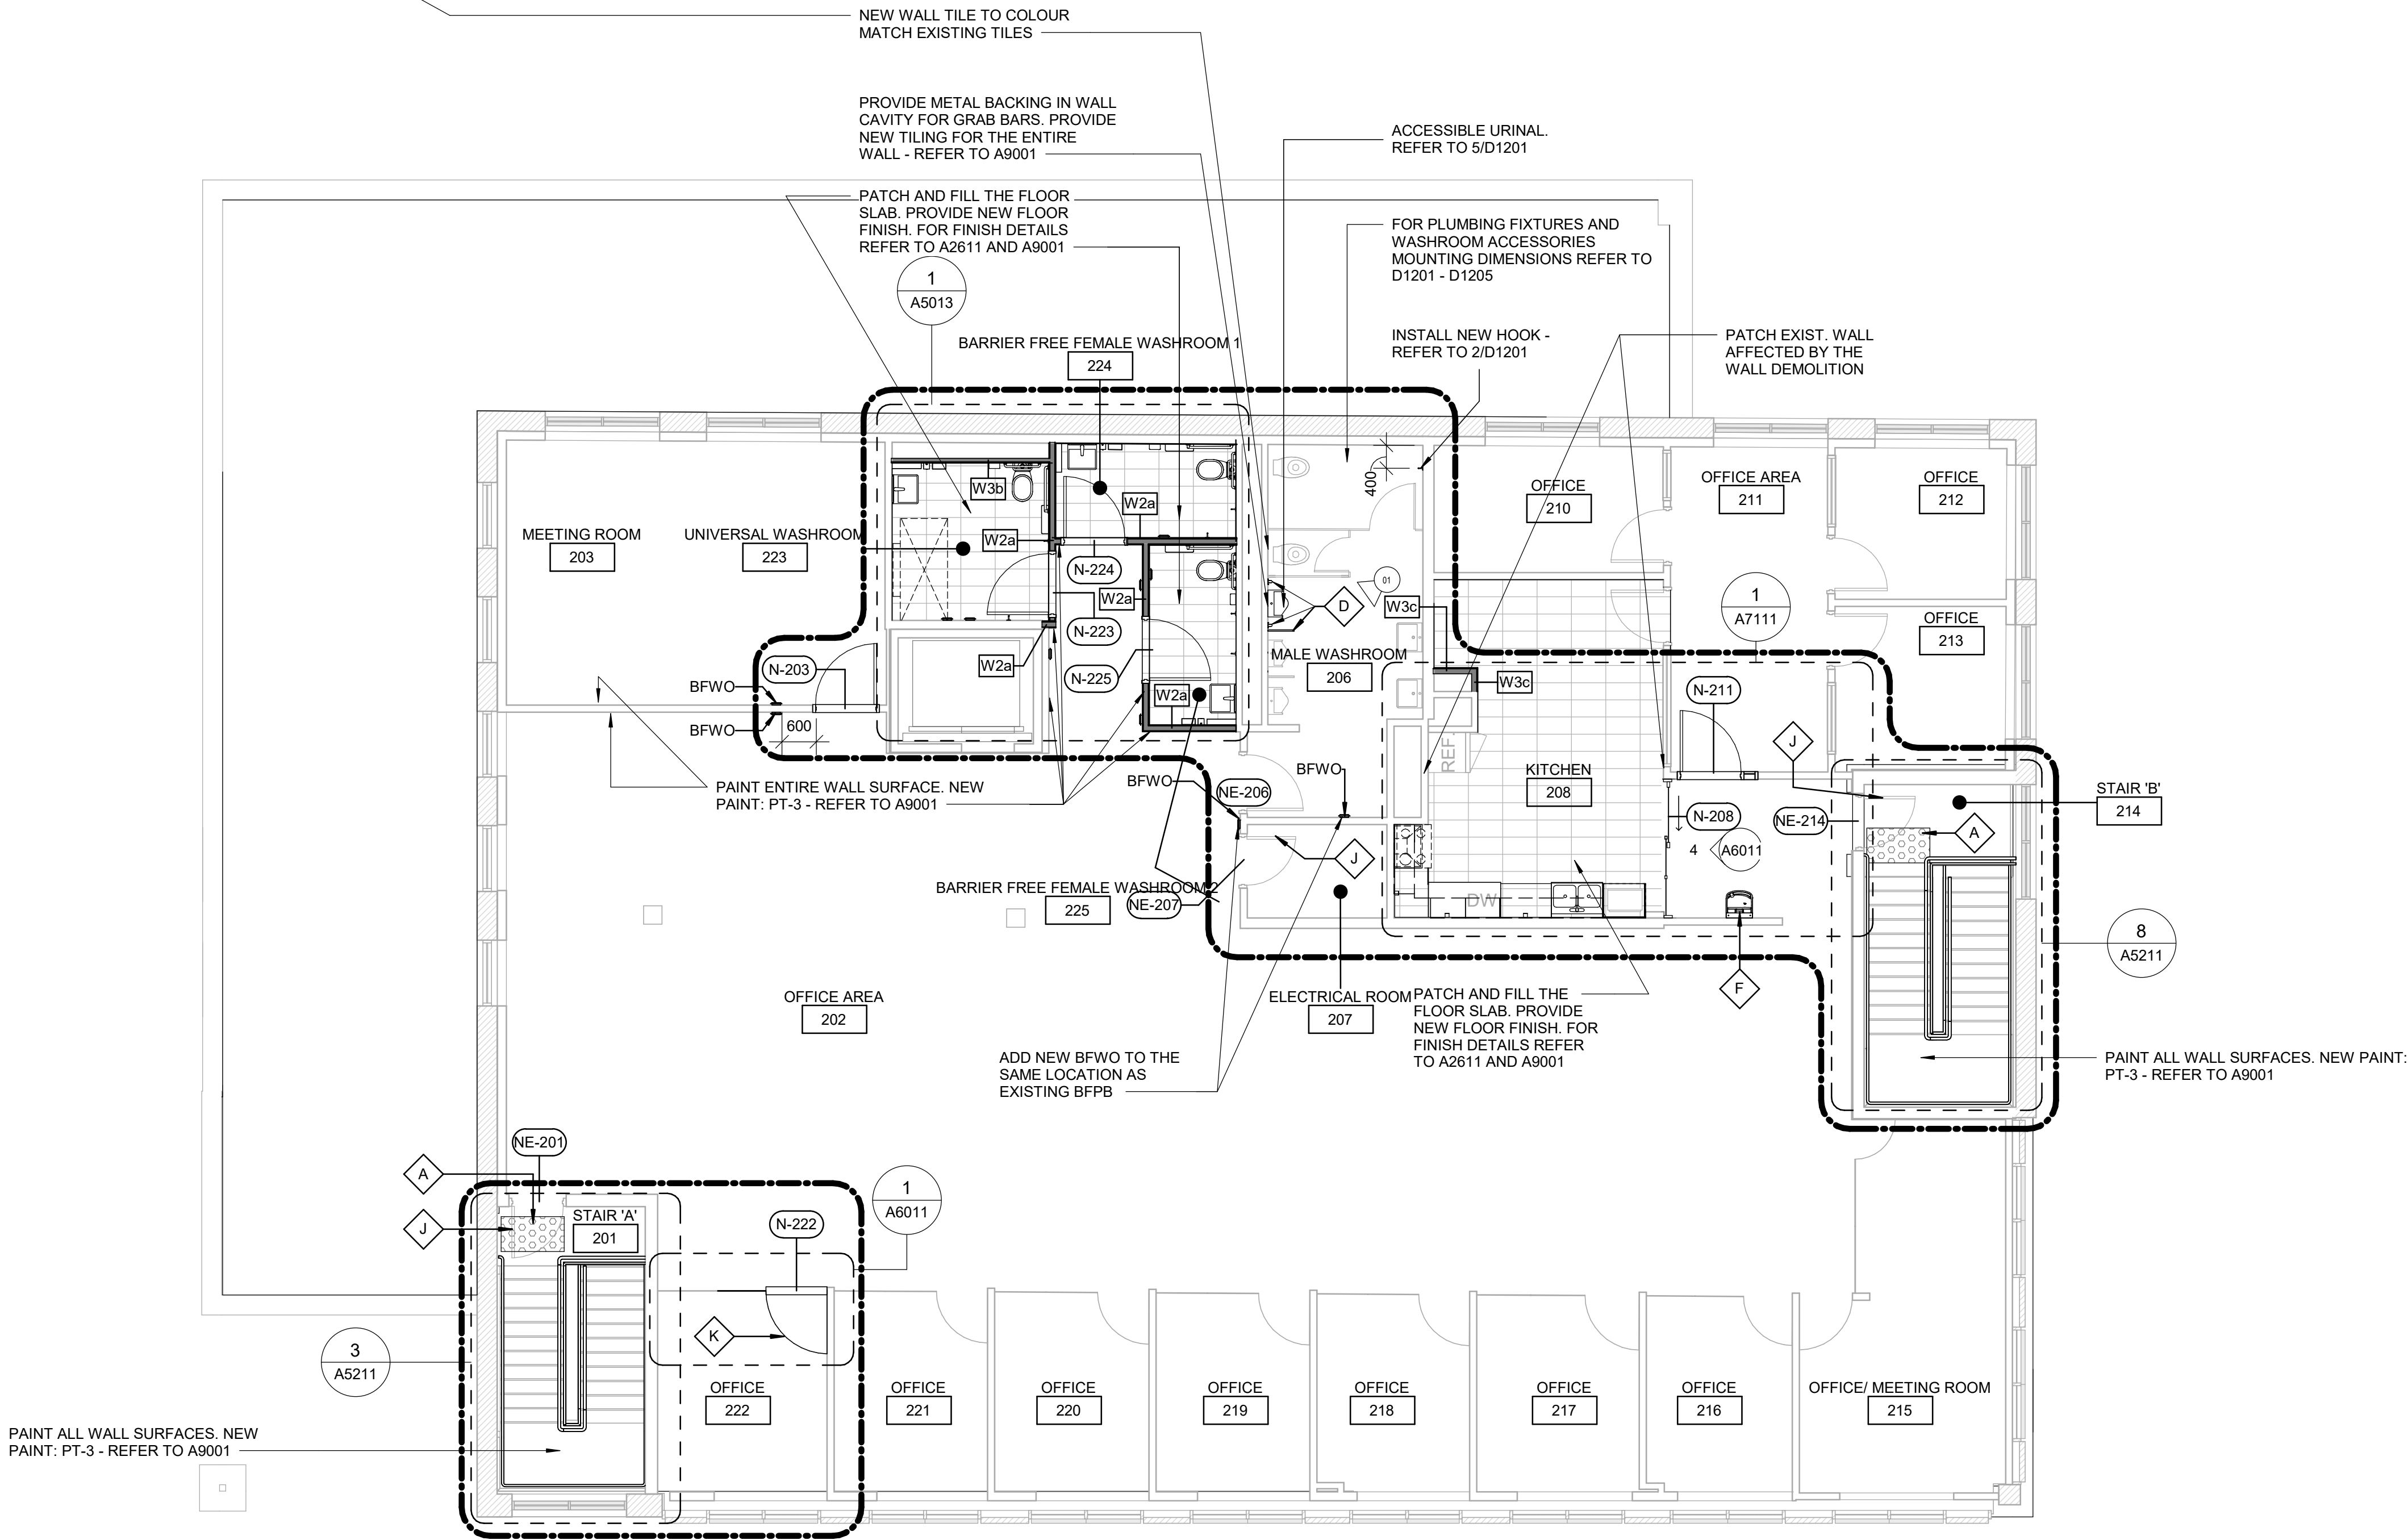 NEW WALL TILE TO COLOUR
MATCH EXISTING TILES
PROVIDE METAL BACKING IN WALL
CAVITY FOR GRAB BARS. PROVIDE
NEW TILING FOR THE ENTIRE
WALL - REFER TO A9001
ACCESSIBLE URINAL.
REFER TO 5/D1201
PATCH AND FILL THE FLOOR
SLAB. PROVIDE NEW FLOOR
FINISH. FOR FINISH DETAILS
REFER TO A2611 AND A9001
FOR PLUMBING FIXTURES AND
WASHROOM ACCESSORIES
MOUNTING DIMENSIONS REFER TO
D1201 - D1205
1
A5013
INSTALL NEW HOOK -
REFER TO 2/D1201
PATCH EXIST. WALL
AFFECTED BY THE
WALL DEMOLITION
BARRIER FREE FEMALE WASHROOM 1
224
MEETING ROOM
203
UNIVERSAL WASHROOM
223
W3b
W2a
W2a
N-224
W2a
N-223
W2a
N-225
W2a
400
01
D
W3c
W3c
OFFICE
210
OFFICE AREA
211
OFFICE
212
OFFICE
213
1
A7111
MALE WASHROOM
206
N-203
BFWO
BFWO
600
N-211
J
PAINT ENTIRE WALL SURFACE. NEW
PAINT: PT-3 - REFER TO A9001
BFWO
NE-206
BFWO
REF.
KITCHEN
208
N-208
NE-214
4
A6011
A
STAIR 'B'
214
J
BARRIER FREE FEMALE WASHROOM 2
225
NE-207
DW
F
8
A5211
OFFICE AREA
202
ELECTRICAL ROOM
207
PATCH AND FILL THE
FLOOR SLAB. PROVIDE
NEW FLOOR FINISH. FOR
FINISH DETAILS REFER
TO A2611 AND A9001
ADD NEW BFWO TO THE
SAME LOCATION AS
EXISTING BFPB
PAINT ALL WALL SURFACES. NEW PAINT:
PT-3 - REFER TO A9001
NE-201
A
J
STAIR 'A'
201
1
A6011
N-222
K
3
A5211
OFFICE
222
OFFICE
221
OFFICE
220
OFFICE
219
OFFICE
218
OFFICE
217
OFFICE
216
OFFICE/ MEETING ROOM
215
PAINT ALL WALL SURFACES. NEW
PAINT: PT-3 - REFER TO A9001